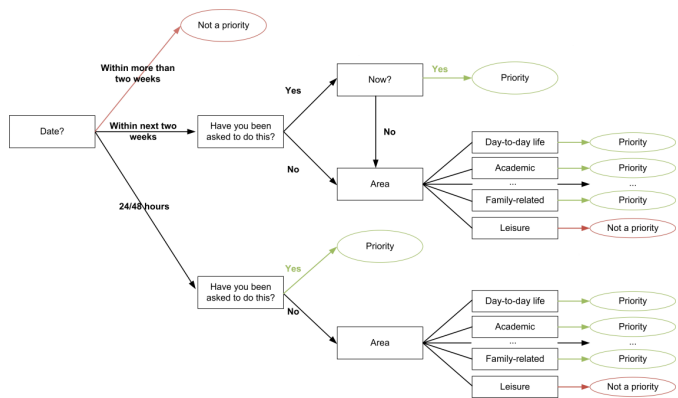 Not a priority
Within more than
two weeks
Now?
Yes
Priority
Yes
Date?
Within next two
weeks
Have you been
asked to do this?
No
No
Area
Day-to-day life
Priority
Academic
Priority
...
...
Family-related
Priority
Leisure
Not a priority
24/48 hours
Priority
Yes
Have you been
asked to do this?
No
Area
Day-to-day life
Priority
Academic
Priority
...
...
Family-related
Priority
Leisure
Not a priority